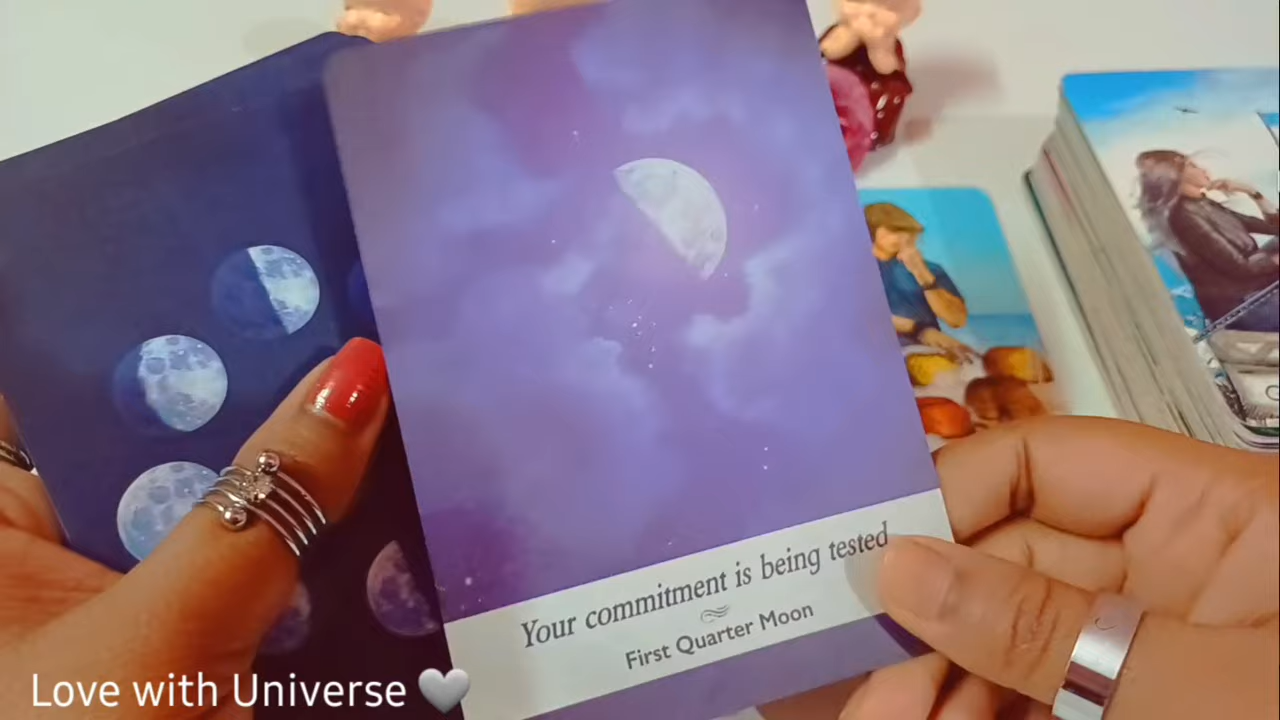 Your commitment is being tested
First Quarter Moon
Love with Universe 🤍